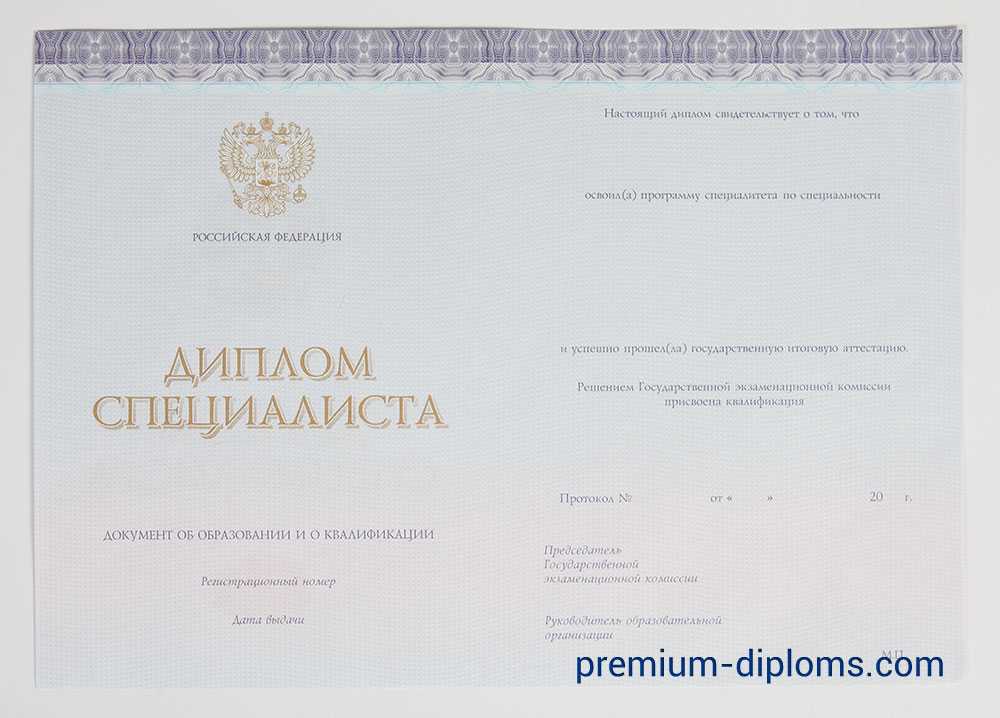 РОССИЙСКАЯ ФЕДЕРАЦИЯ
ДИПЛОМ
СПЕЦИАЛИСТА
ДОКУМЕНТ ОБ ОБРАЗОВАНИИ И О КВАЛИФИКАЦИИ
Регистрационный номер
Дата выдачи
Настоящий диплом свидетельствует о том, что
освоил(а) программу специалитета по специальности
и успешно прошел(ла) государственную итоговую аттестацию.
Решением Государственной экзаменационной комиссии
присвоена квалификация
Протокол № от « » 20 г.
Председатель
Государственной
экзаменационной комиссии
Руководитель образовательной
организации
М.П.
premium-diploms.com